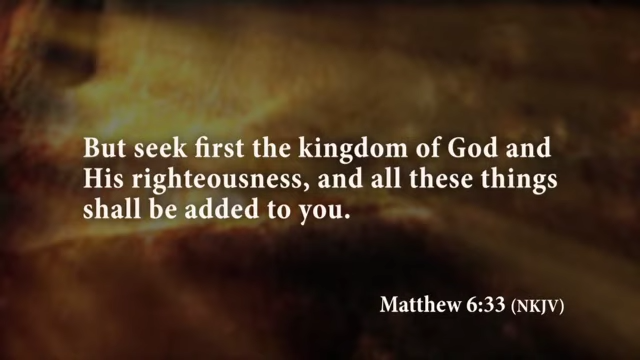 But seek first the kingdom of God and
His righteousness, and all these things
shall be added to you.
Matthew 6:33 (NKJV)